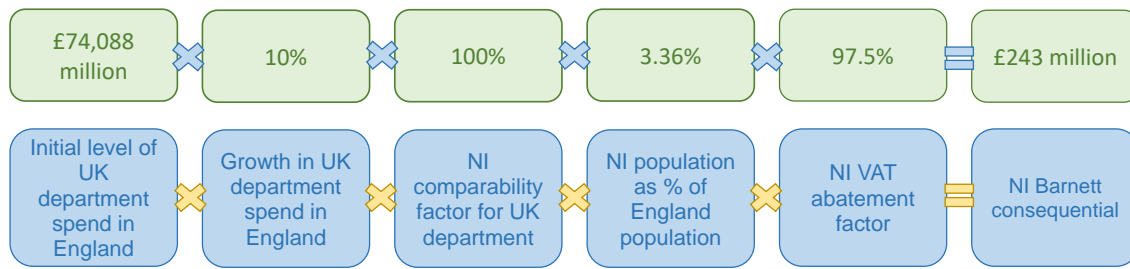 £74,088
million
10%
100%
3.36%
97.5%
£243 million
Initial level of
UK
department
spend in
England
Growth in UK
department
spend in
England
NI
comparability
factor for UK
department
NI population
as % of
England
population
NI VAT
abatement
factor
NI Barnett
consequential